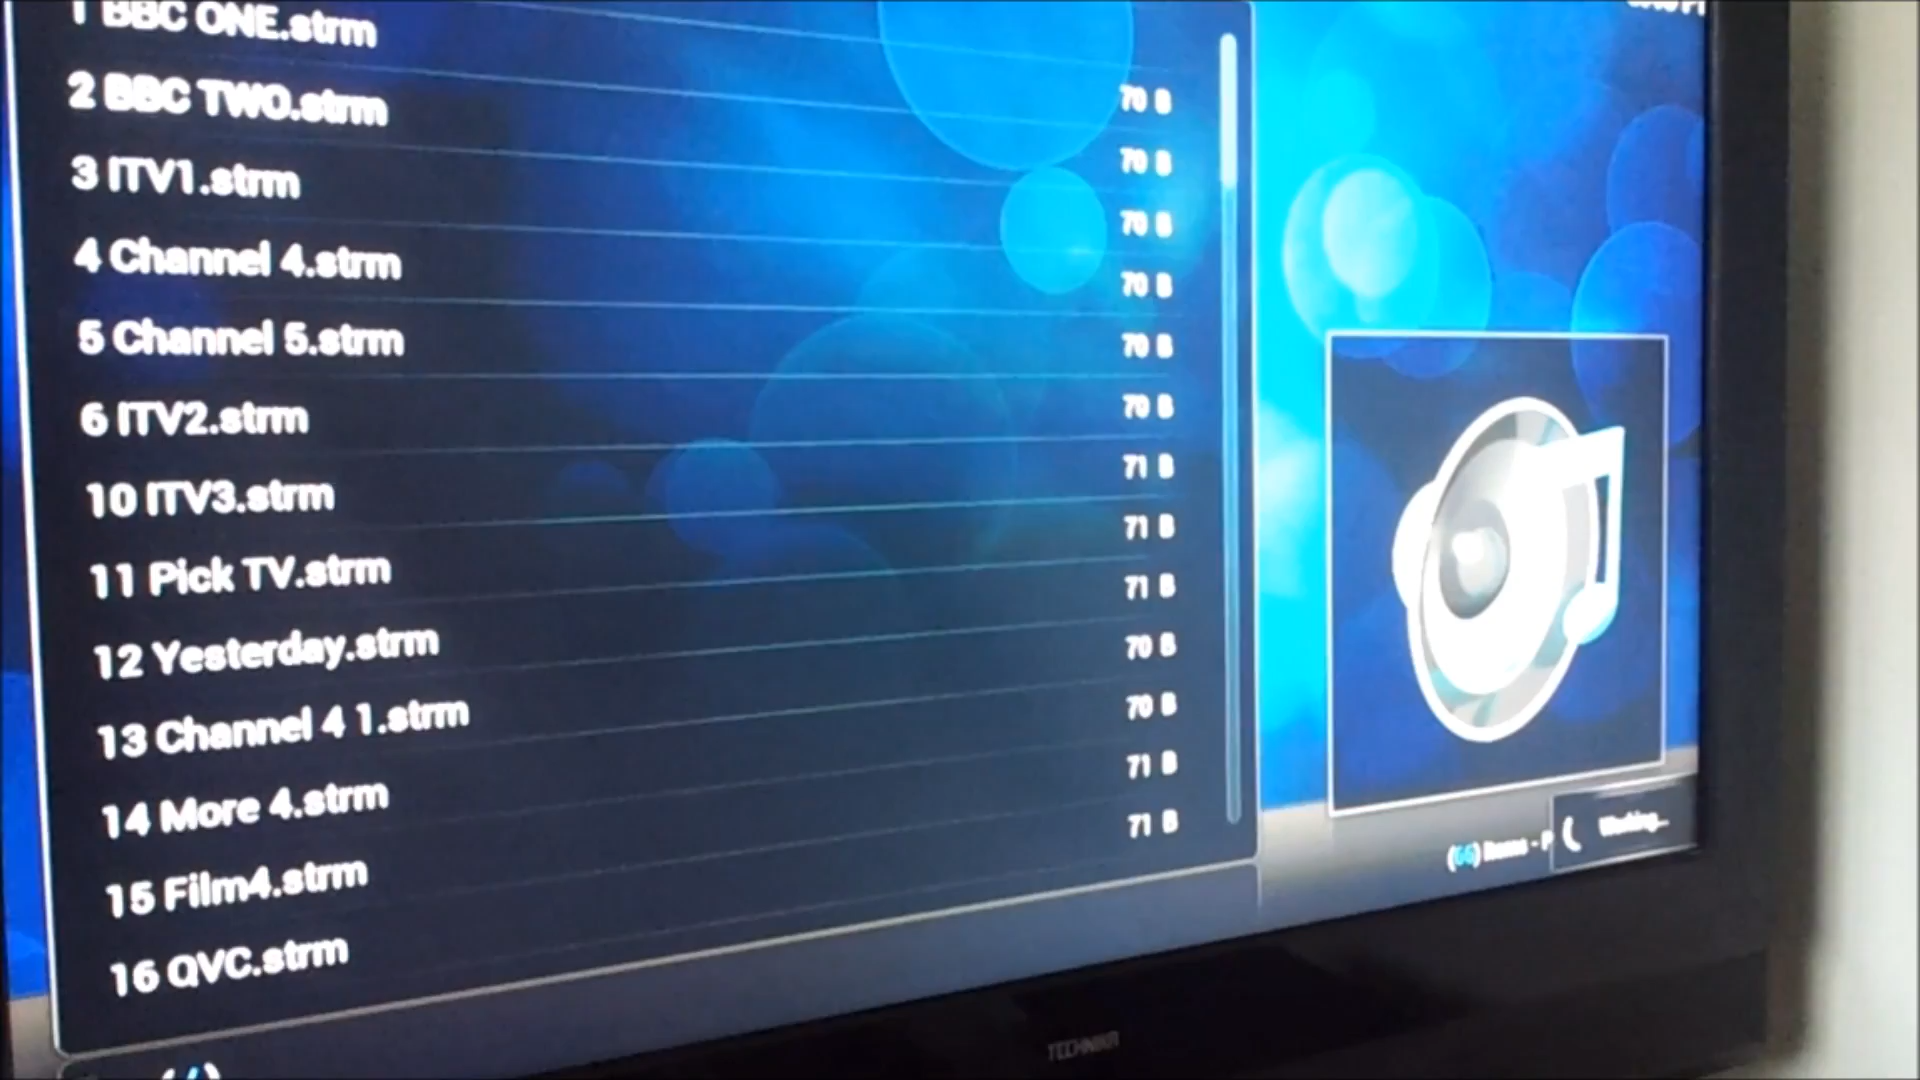 1 BBC ONE.strm
2 BBC TWO.strm 70 B
3 ITV1.strm 70 B
4 Channel 4.strm 70 B
5 Channel 5.strm 70 B
6 ITV2.strm 70 B
10 ITV3.strm 70 B
11 Pick TV.strm 71 B
12 Yesterday.strm 71 B
13 Channel 4 1.strm 71 B
14 More 4.strm 70 B
15 Film4.strm 70 B
16 QVC.strm 71 B
71 B
(66) Items - P
Working...
TECHNIKA